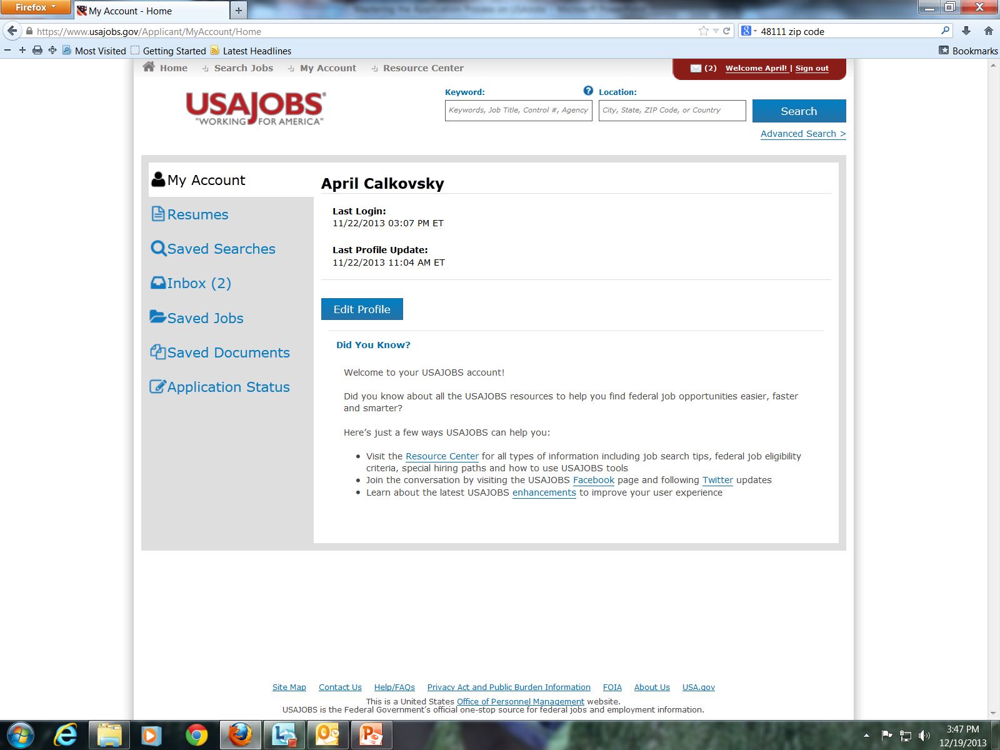 Firefox
My Account - Home
Mastering the Application Process on USAJobs - Microsoft PowerPoint
https://www.usajobs.gov/Applicant/MyAccount/Home
48111 zip code
Most Visited
Getting Started
Latest Headlines
Bookmarks
Home
Search Jobs
My Account
Resource Center
(2)
Welcome April! | Sign out
USAJOBS®
"WORKING FOR AMERICA"
Keyword:
Location:
Keywords, Job Title, Control #, Agency
City, State, ZIP Code, or Country
Search
Advanced Search >
My Account
Resumes
Saved Searches
Inbox (2)
Saved Jobs
Saved Documents
Application Status
April Calkovsky
Last Login:
11/22/2013 03:07 PM ET
Last Profile Update:
11/22/2013 11:04 AM ET
Edit Profile
Did You Know?
Welcome to your USAJOBS account!
Did you know about all the USAJOBS resources to help you find federal job opportunities easier, faster
and smarter?
Here’s just a few ways USAJOBS can help you:
• Visit the Resource Center for all types of information including job search tips, federal job eligibility
criteria, special hiring paths and how to use USAJOBS tools
• Join the conversation by visiting the USAJOBS Facebook page and following Twitter updates
• Learn about the latest USAJOBS enhancements to improve your user experience
Site Map Contact Us Help/FAQs Privacy Act and Public Burden Information FOIA About Us USA.gov
This is a United States Office of Personnel Management website.
USAJOBS is the Federal Government’s official one-stop source for federal jobs and employment information.
3:47 PM
12/19/2013